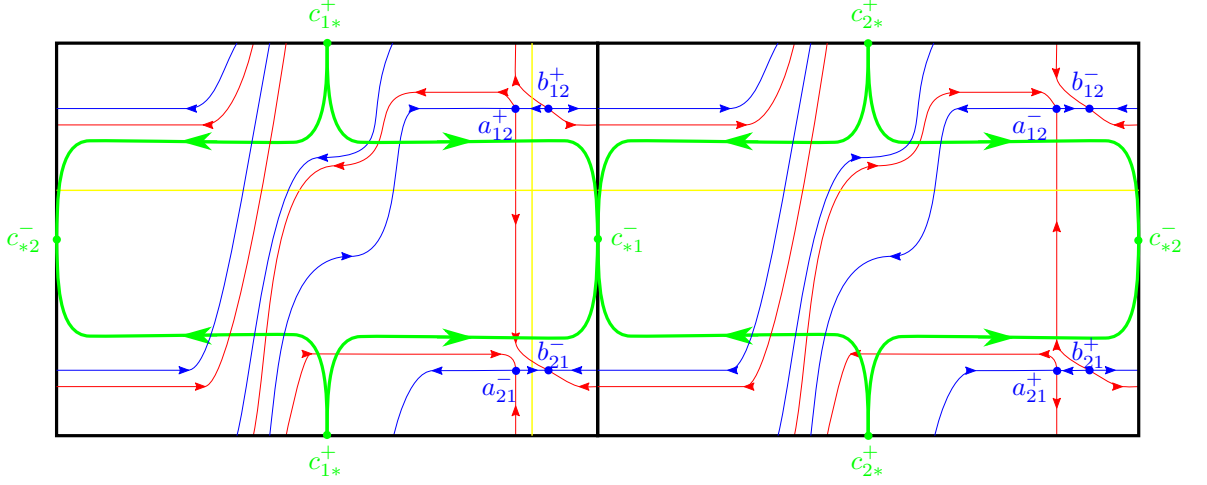 c_{1*}^{+} c_{2*}^{+}
b_{12}^{+} b_{12}^{-}
a_{12}^{+} a_{12}^{-}
c_{*2}^{-} c_{*1}^{-} c_{*2}^{-}
b_{21}^{-} b_{21}^{+}
a_{21}^{-} a_{21}^{+}
c_{1*}^{+} c_{2*}^{+}